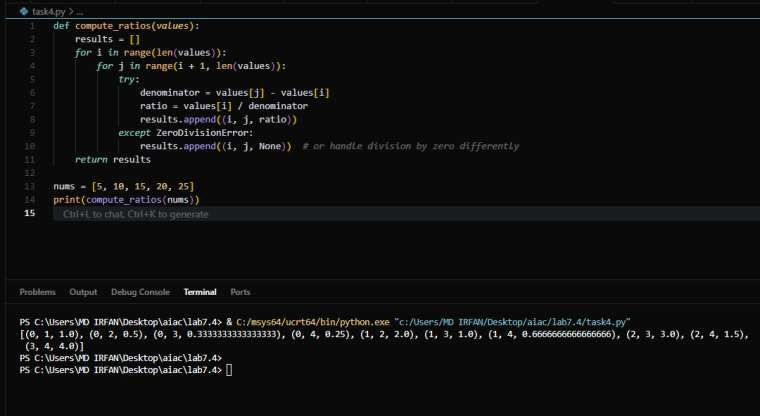 task4.py > ...
1 def compute_ratios(values):
2     results = []
3     for i in range(len(values)):
4         for j in range(i + 1, len(values)):
5             try:
6                 denominator = values[j] - values[i]
7                 ratio = values[i] / denominator
8                 results.append((i, j, ratio))
9             except ZeroDivisionError:
10                 results.append((i, j, None))  # or handle division by zero differently
11     return results
12
13 nums = [5, 10, 15, 20, 25]
14 print(compute_ratios(nums))
15 Ctrl+L to chat, Ctrl+K to generate
Problems Output Debug Console Terminal Ports
PS C:\Users\MD IRFAN\Desktop\aiac\lab7.4> & C:/msys64/ucrt64/bin/python.exe "c:/Users/MD IRFAN/Desktop/aiac/lab7.4/task4.py"
[(0, 1, 1.0), (0, 2, 0.5), (0, 3, 0.3333333333333333), (0, 4, 0.25), (1, 2, 2.0), (1, 3, 1.0), (1, 4, 0.6666666666666666), (2, 3, 3.0), (2, 4, 1.5),
(3, 4, 4.0)]
PS C:\Users\MD IRFAN\Desktop\aiac\lab7.4>
PS C:\Users\MD IRFAN\Desktop\aiac\lab7.4>